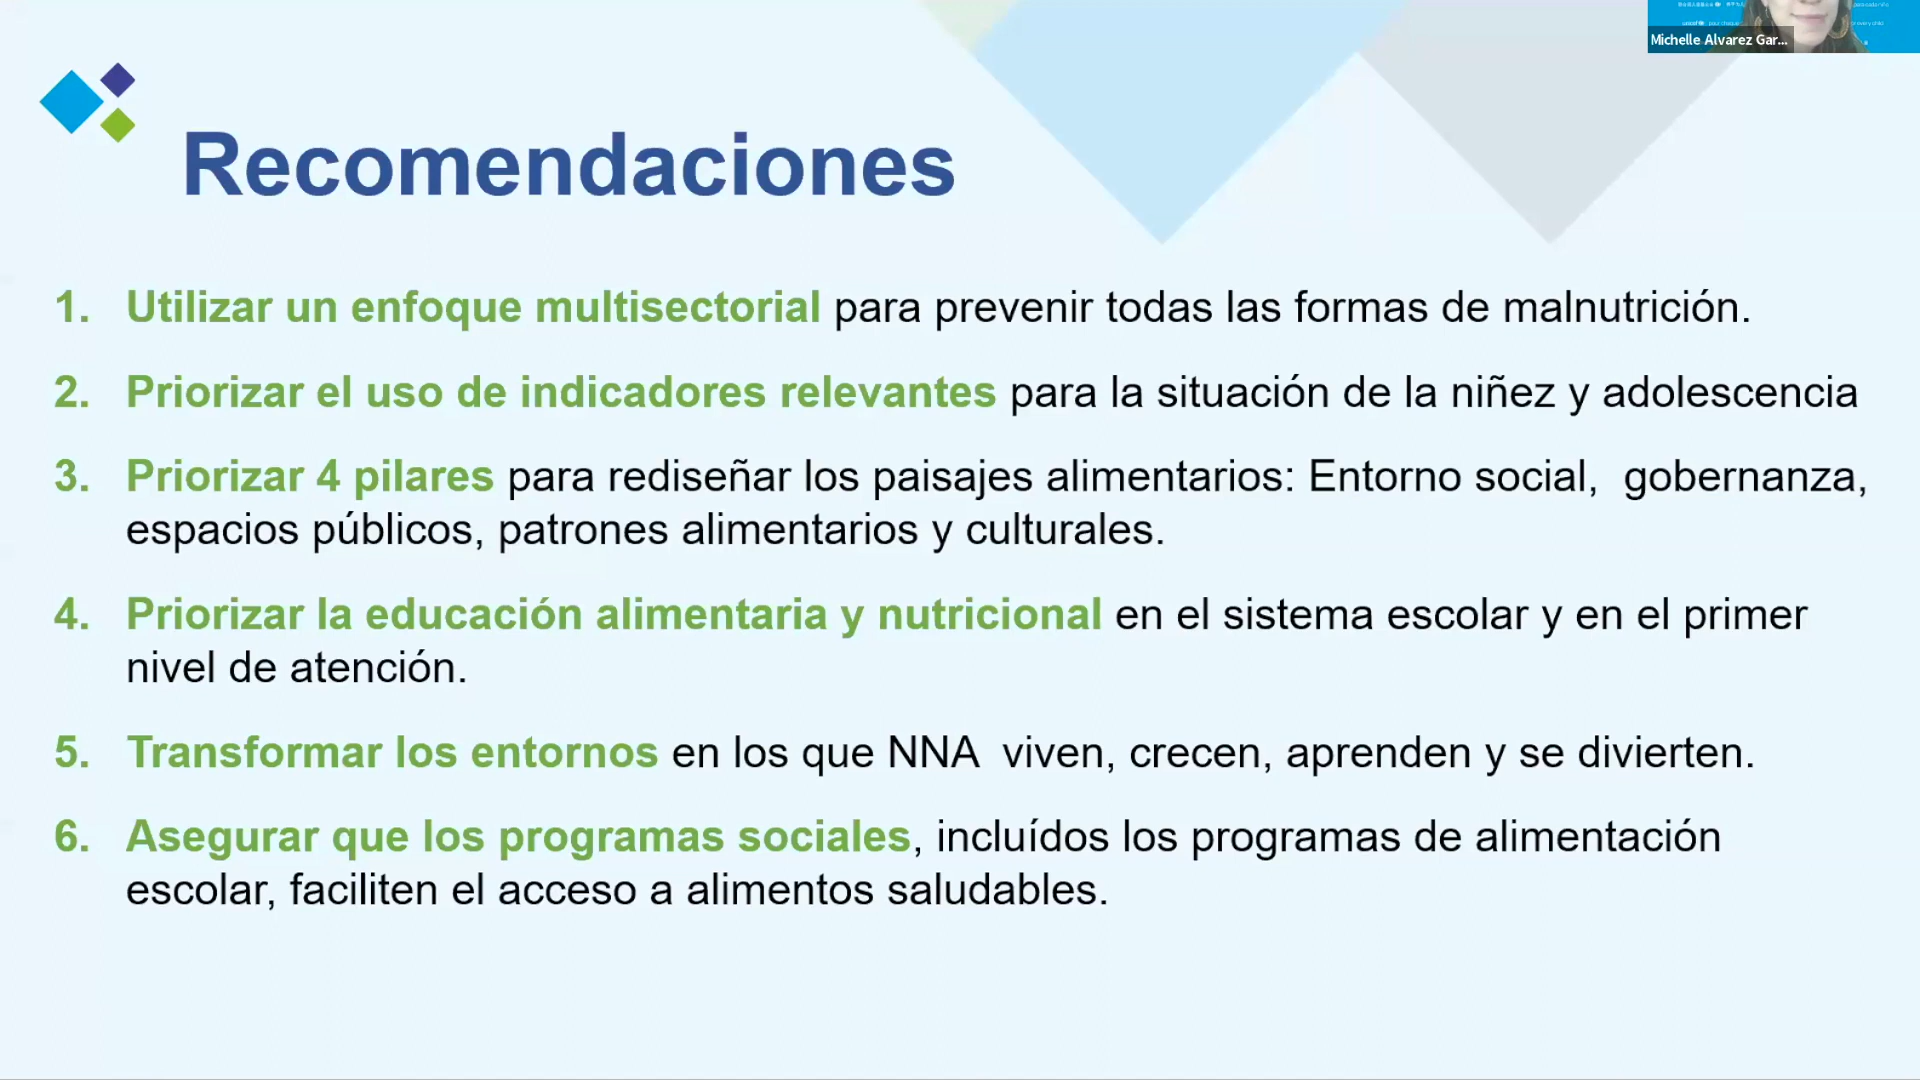 Michelle Alvarez Gar...
Recomendaciones
1. Utilizar un enfoque multisectorial para prevenir todas las formas de malnutrición.
2. Priorizar el uso de indicadores relevantes para la situación de la niñez y adolescencia
3. Priorizar 4 pilares para rediseñar los paisajes alimentarios: Entorno social, gobernanza,
espacios públicos, patrones alimentarios y culturales.
4. Priorizar la educación alimentaria y nutricional en el sistema escolar y en el primer
nivel de atención.
5. Transformar los entornos en los que NNA viven, crecen, aprenden y se divierten.
6. Asegurar que los programas sociales, incluídos los programas de alimentación
escolar, faciliten el acceso a alimentos saludables.